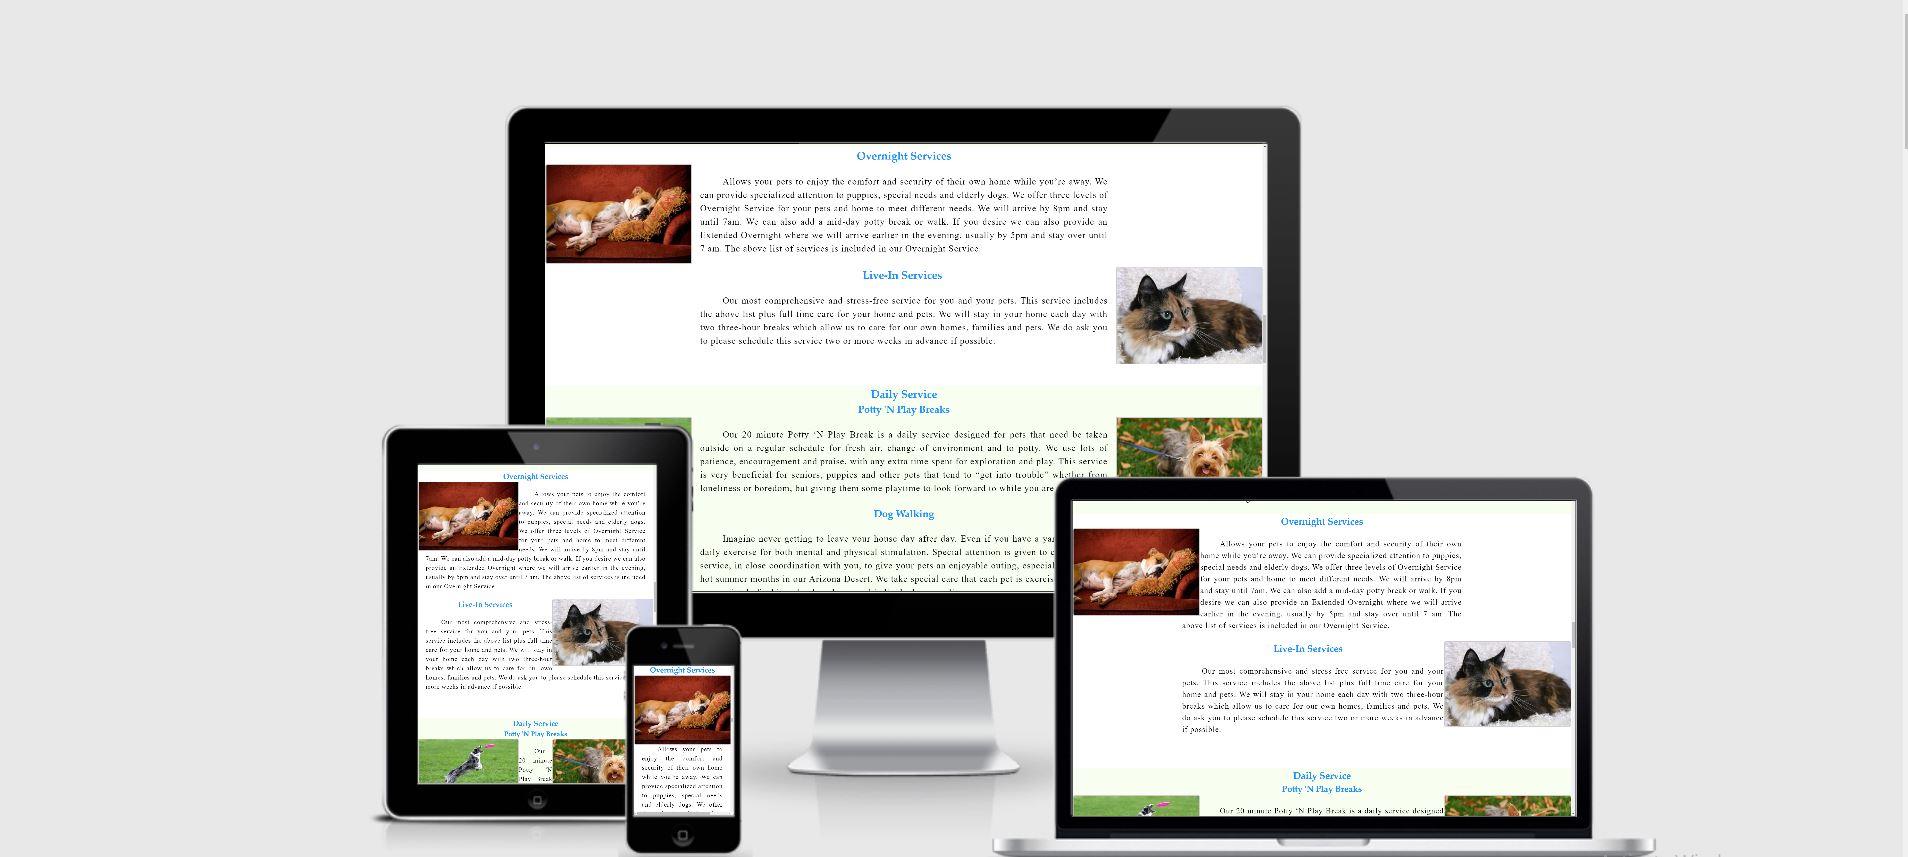 Overnight Services
Allows your pets to enjoy the comfort and security of their own home while you’re away. We
can provide specialized attention to puppies, special needs and elderly dogs. We offer three levels of
Overnight Service for your pets and home to meet different needs. We will arrive by 8pm and stay
until 7am. We can also add a mid-day potty break or walk. If you desire we can also provide an
Extended Overnight where we will arrive earlier in the evening, usually by 5pm and stay over until
7 am. The above list of services is included in our Overnight Service.
Live-In Services
Our most comprehensive and stress-free service for you and your pets. This service includes
the above list plus full time care for your home and pets. We will stay in your home each day with
two three-hour breaks which allow us to care for our own homes, families and pets. We do ask you
to please schedule this service two or more weeks in advance if possible.
Daily Service
Potty ’N Play Breaks
Our 20 minute Potty ‘N Play Break is a daily service designed for pets that need be taken
outside on a regular schedule for fresh air, change of environment and to potty. We use lots of
patience, encouragement and praise, with any extra time spent for exploration and play. This service
is very beneficial for seniors, puppies and other pets that tend to “get into trouble” whether from
loneliness or boredom, but giving them some playtime to look forward to while you are
Dog Walking
Imagine never getting to leave your house day after day. Even if you have a
daily exercise for both mental and physical stimulation. Special attention is given to
service, in close coordination with you, to give your pets an enjoyable outing,
hot summer months in our Arizona Desert. We take special care that each pet is
Overnight Services
Allows your pets to enjoy the comfort
and security of their own home while you’re
away. We can provide specialized attention
to puppies, special needs and elderly dogs.
We offer three levels of Overnight Service
for your pets and home to meet different
needs. We will arrive by 8pm and stay until
7am. We can also add a mid-day potty break or walk. If you desire we can also
provide an Extended Overnight where we will arrive earlier in the evening,
usually by 5pm and stay over until 7 am. The above list of services is included
in our Overnight Service.
Live-In Services
Our most comprehensive and stress-
free service for you and your pets. This
service includes the above list plus full time
care for your home and pets. We will stay in
your home each day with two three-hour
breaks which allow us to care for our own
homes, families and pets. We do ask you to please schedule this service
more weeks in advance if possible.
Daily Service
Potty ’N Play Breaks
Our
20 minute
Potty ‘N
Play Break
Overnight Services
Allows your pets to
enjoy the comfort and
security of their own home
while you’re away. We can
provide specialized attention
to puppies, special needs
and elderly dogs. We offer
Overnight Services
Allows your pets to enjoy the comfort and security of their own
home while you’re away. We can provide specialized attention to puppies,
special needs and elderly dogs. We offer three levels of Overnight Service
for your pets and home to meet different needs. We will arrive by 8pm
and stay until 7am. We can also add a mid-day potty break or walk. If you
desire we can also provide an Extended Overnight where we will arrive
earlier in the evening, usually by 5pm and stay over until 7 am. The
above list of services is included in our Overnight Service.
Live-In Services
Our most comprehensive and stress-free service for you and your
pets. This service includes the above list plus full time care for your
home and pets. We will stay in your home each day with two three-hour
breaks which allow us to care for our own homes, families and pets. We
do ask you to please schedule this service two or more weeks in advance
if possible.
Daily Service
Potty ’N Play Breaks
Our 20 minute Potty ‘N Play Break is a daily service designed